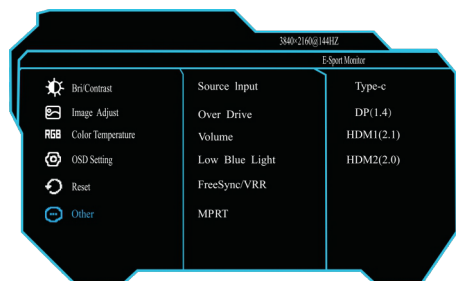 3840×2160@144HZ
E-Sport Monitor
Bri/Contrast
Image Adjust
RGB Color Temperature
OSD Setting
Reset
Other
Source Input
Over Drive
Volume
Low Blue Light
FreeSync/VRR
MPRT
Type-c
DP(1.4)
HDM1(2.1)
HDM2(2.0)